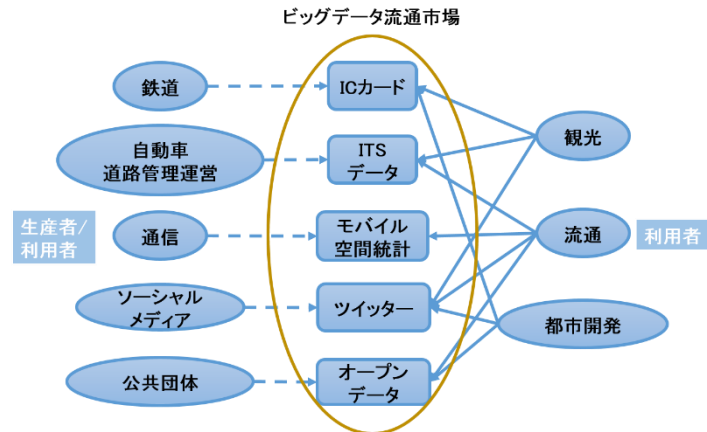 ビッグデータ流通市場
鉄道
ICカード
自動車
道路管理運営
ITS
データ
観光
生産者/
利用者
通信
モバイル
空間統計
流通
利用者
ソーシャル
メディア
ツイッター
都市開発
公共団体
オープン
データ